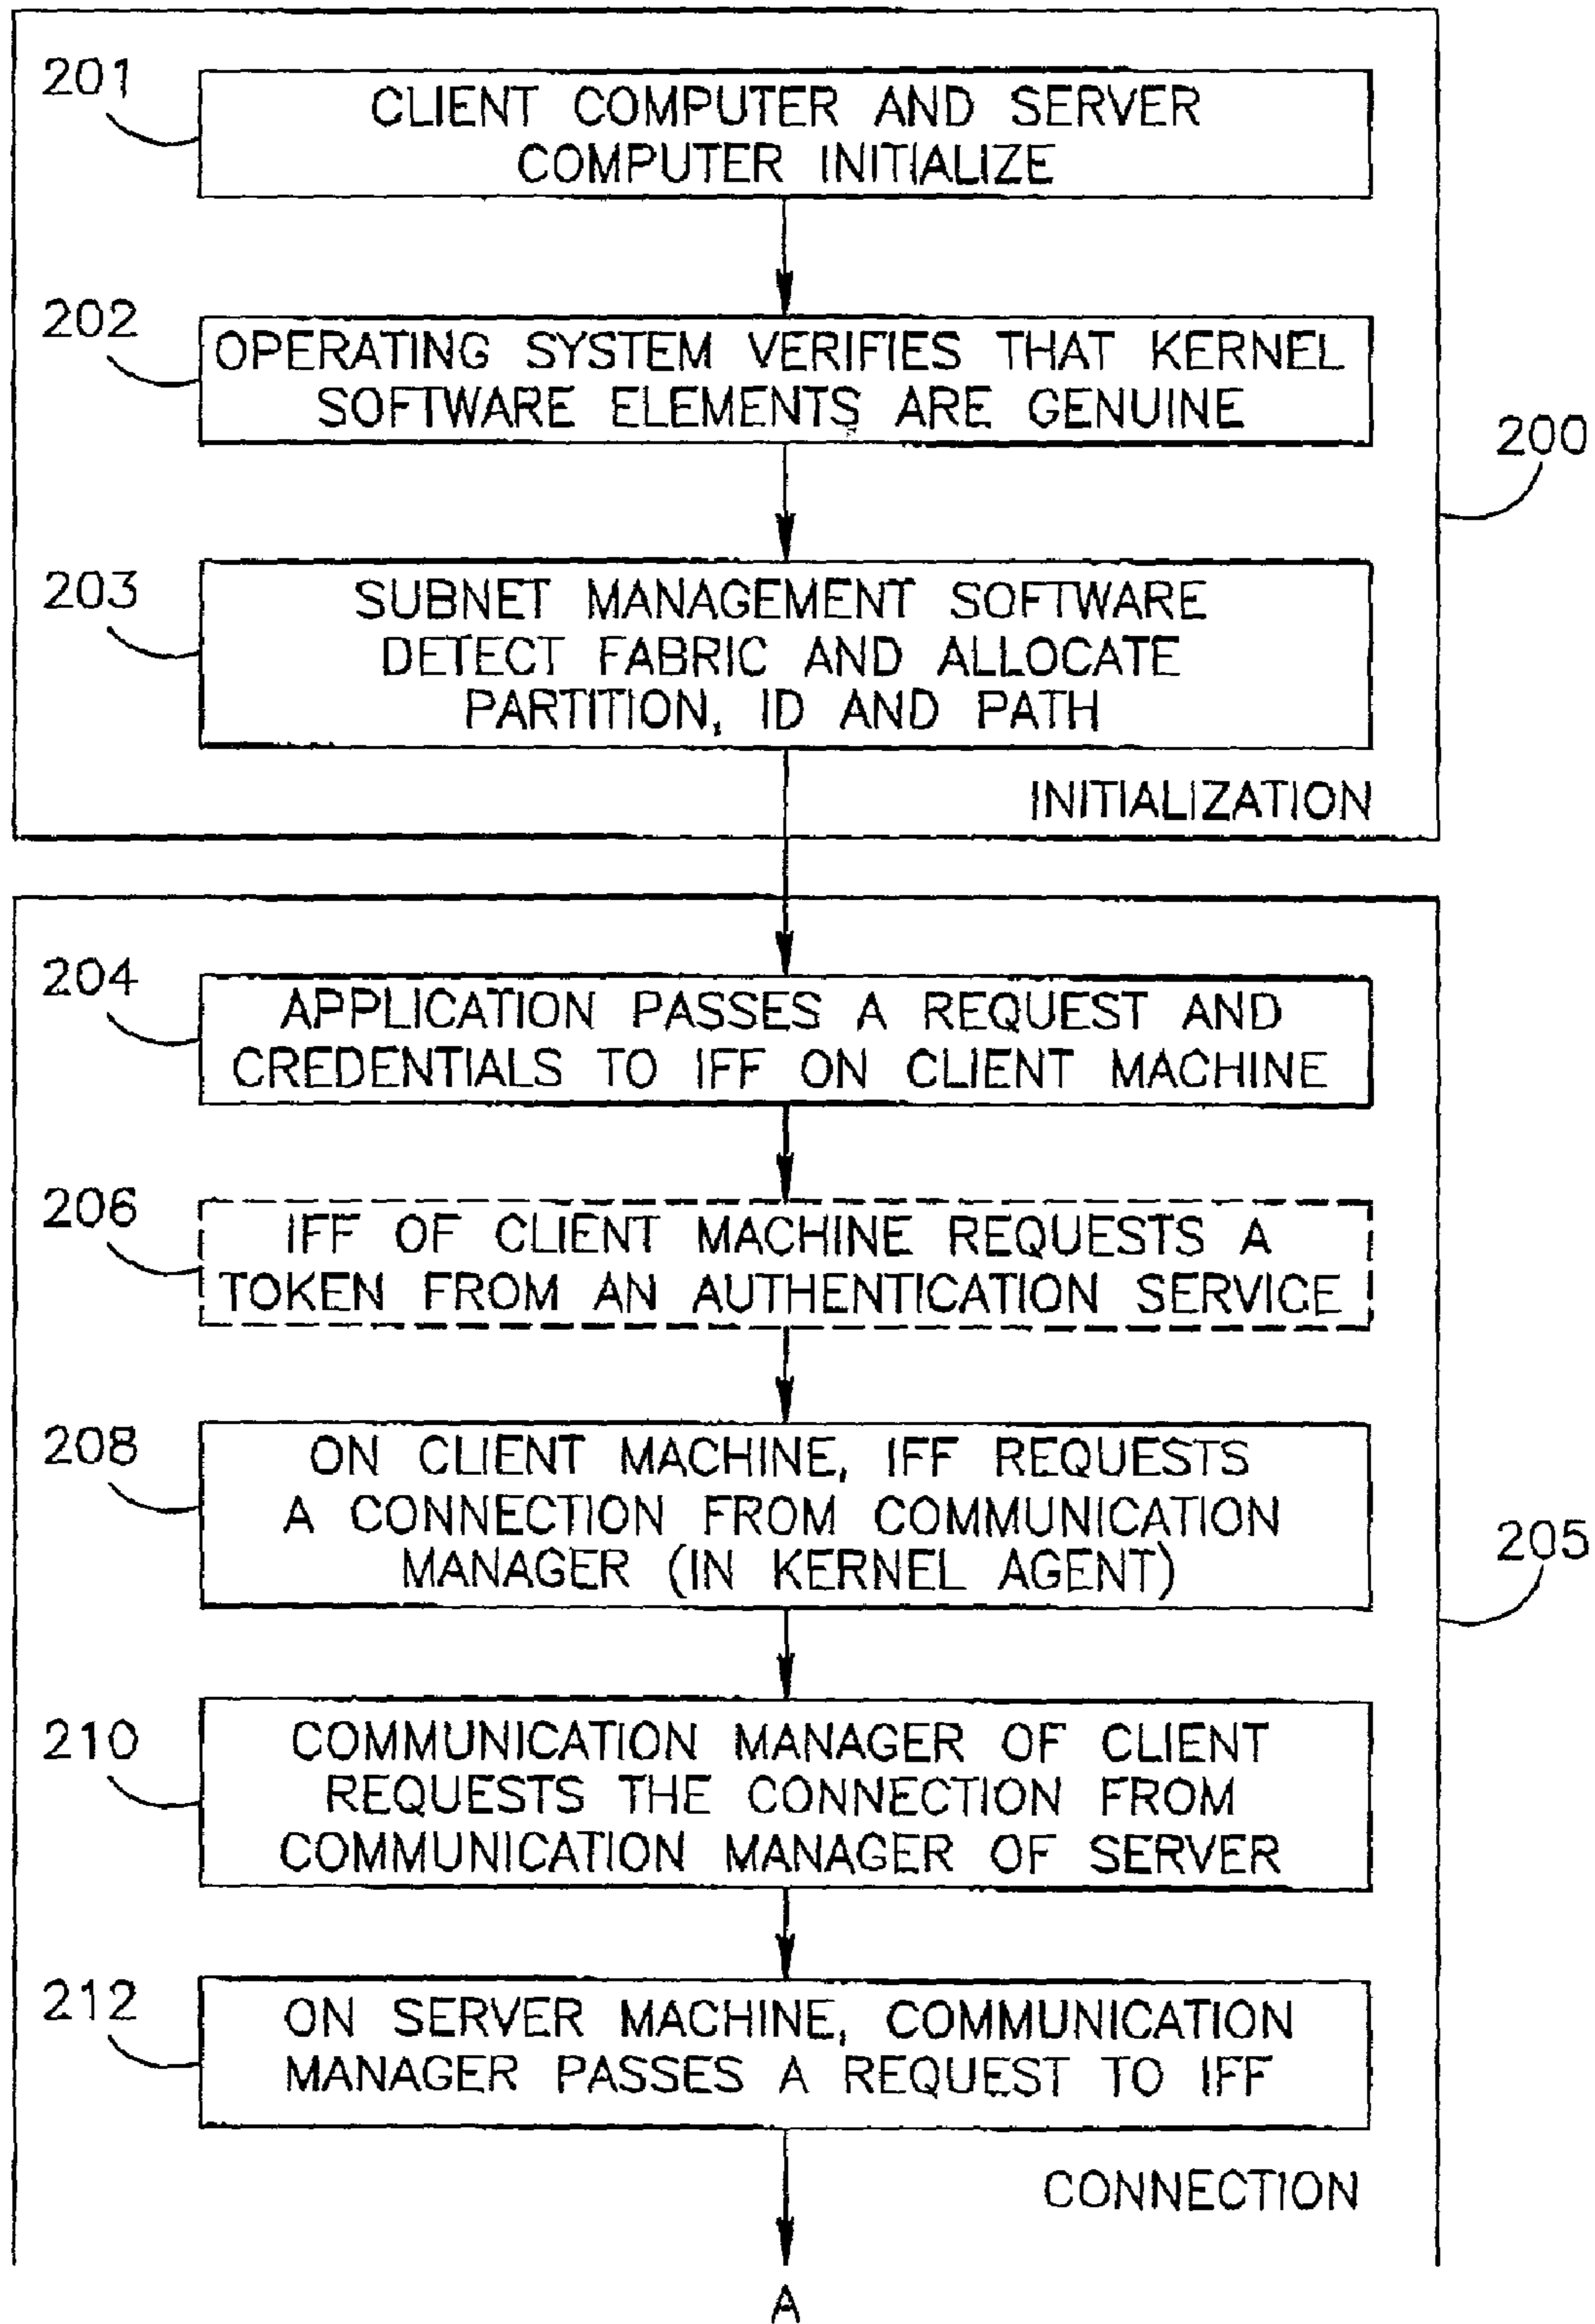 201
CLIENT COMPUTER AND SERVER
COMPUTER INITIALIZE
202
OPERATING SYSTEM VERIFIES THAT KERNEL
SOFTWARE ELEMENTS ARE GENUINE
200
203
SUBNET MANAGEMENT SOFTWARE
DETECT FABRIC AND ALLOCATE
PARTITION, ID AND PATH
INITIALIZATION
204
APPLICATION PASSES A REQUEST AND
CREDENTIALS TO IFF ON CLIENT MACHINE
206
IFF OF CLIENT MACHINE REQUESTS A
TOKEN FROM AN AUTHENTICATION SERVICE
208
ON CLIENT MACHINE, IFF REQUESTS
A CONNECTION FROM COMMUNICATION
MANAGER (IN KERNEL AGENT)
205
210
COMMUNICATION MANAGER OF CLIENT
REQUESTS THE CONNECTION FROM
COMMUNICATION MANAGER OF SERVER
212
ON SERVER MACHINE, COMMUNICATION
MANAGER PASSES A REQUEST TO IFF
CONNECTION
A